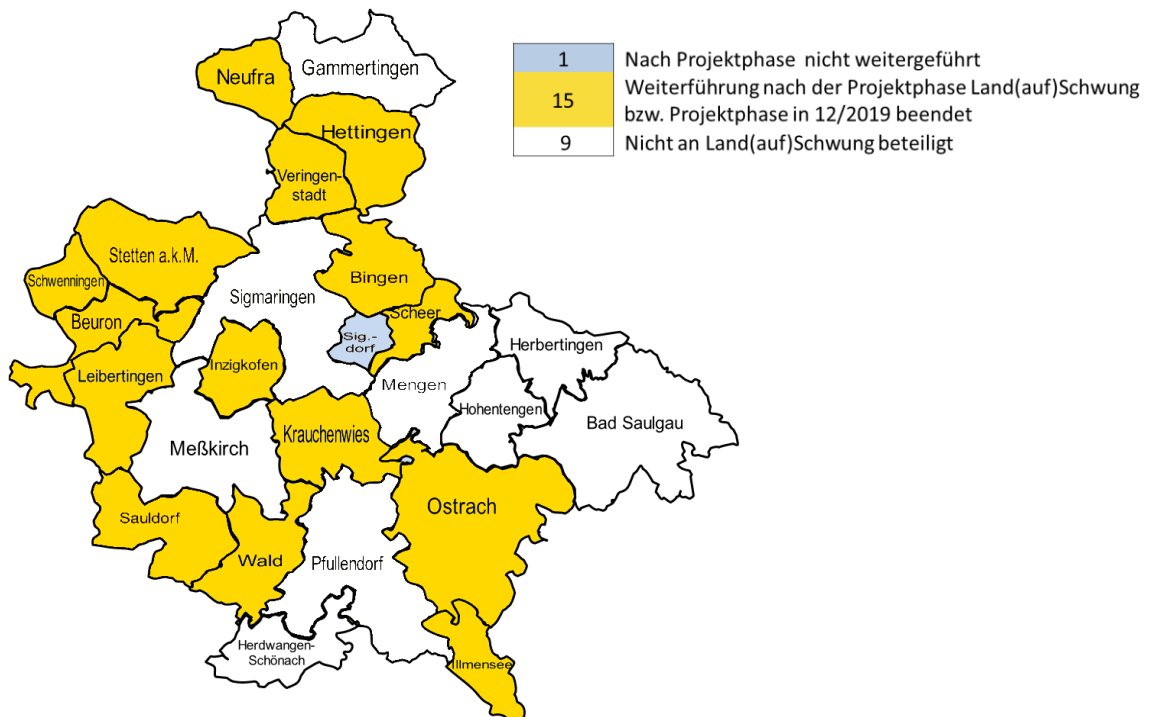 1 Nach Projektphase nicht weitergeführt
15 Weiterführung nach der Projektphase Land(auf)Schwung
bzw. Projektphase in 12/2019 beendet
9 Nicht an Land(auf)Schwung beteiligt
Gammertingen
Neufra
Hettingen
Veringen-
stadt
Stetten a.k.M.
Schwenningen
Bingen
Sigmaringen
Beuron
Scheer
Sig.-
dorf
Herbertingen
Inzigkofen
Leibertingen
Mengen
Hohentengen
Bad Saulgau
Krauchenwies
Meßkirch
Ostrach
Sauldorf
Wald
Pfullendorf
Herdwangen-
Schönach
Illmensee